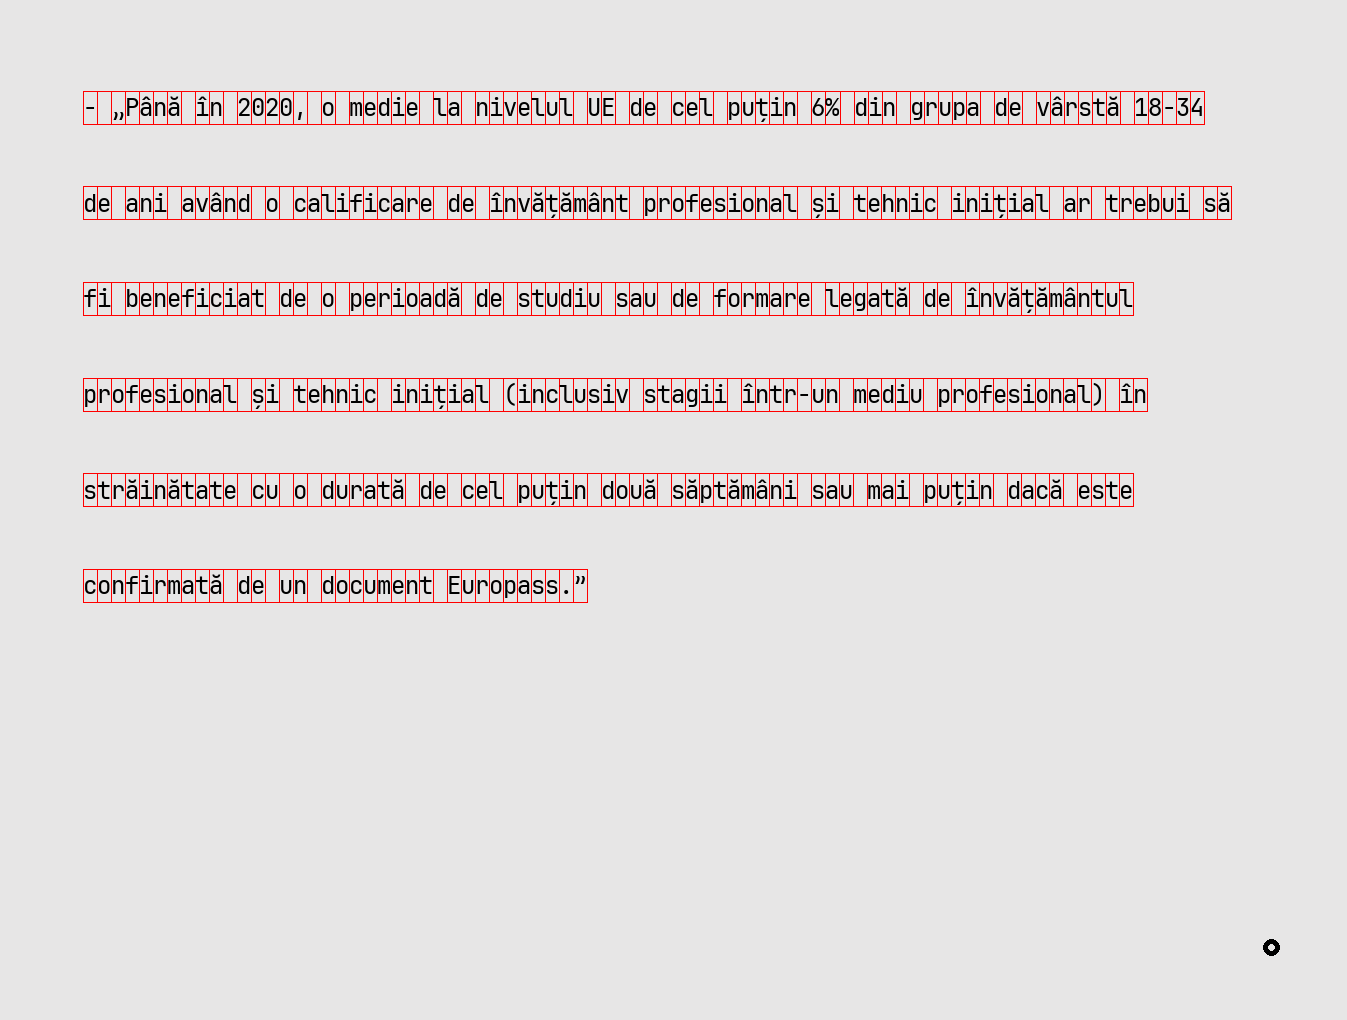 - „Până în 2020, o medie la nivelul UE de cel puțin 6% din grupa de vârstă 18-34
de ani având o calificare de învățământ profesional și tehnic inițial ar trebui să
fi beneficiat de o perioadă de studiu sau de formare legată de învățământul
profesional și tehnic inițial (inclusiv stagii într-un mediu profesional) în
străinătate cu o durată de cel puțin două săptămâni sau mai puțin dacă este
confirmată de un document Europass.”